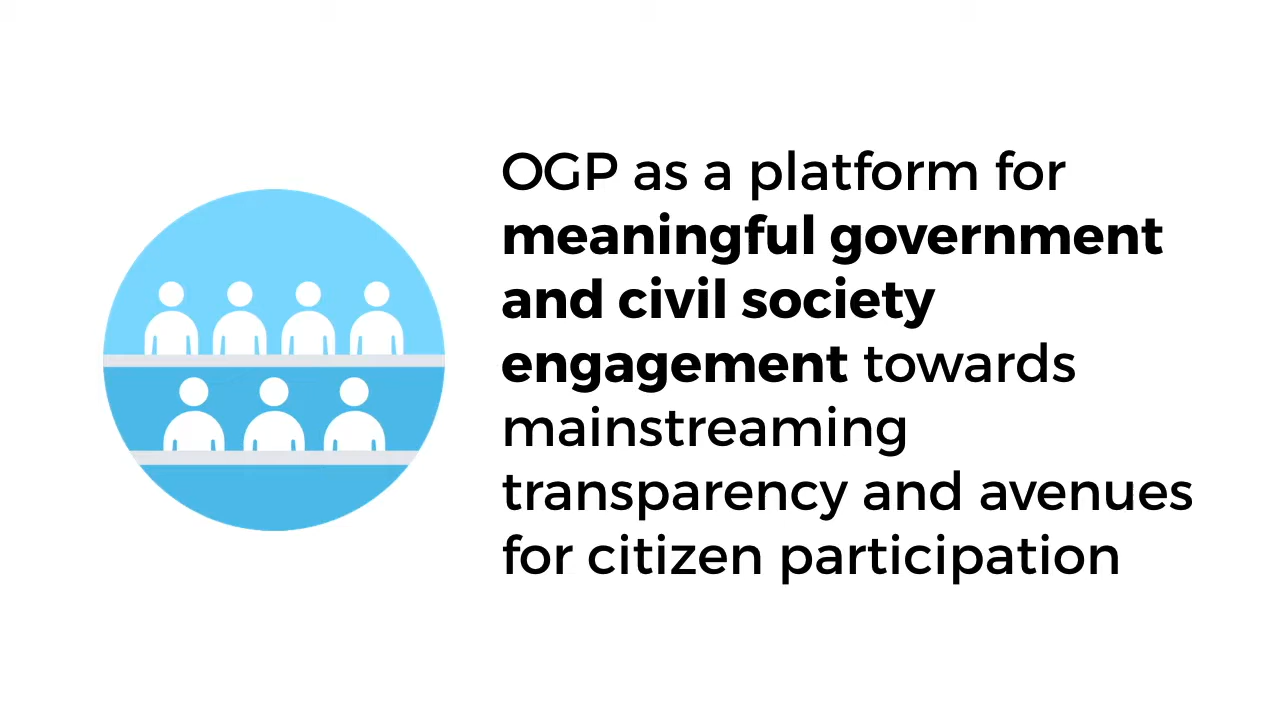 OGP as a platform for
meaningful government
and civil society
engagement towards
mainstreaming
transparency and avenues
for citizen participation